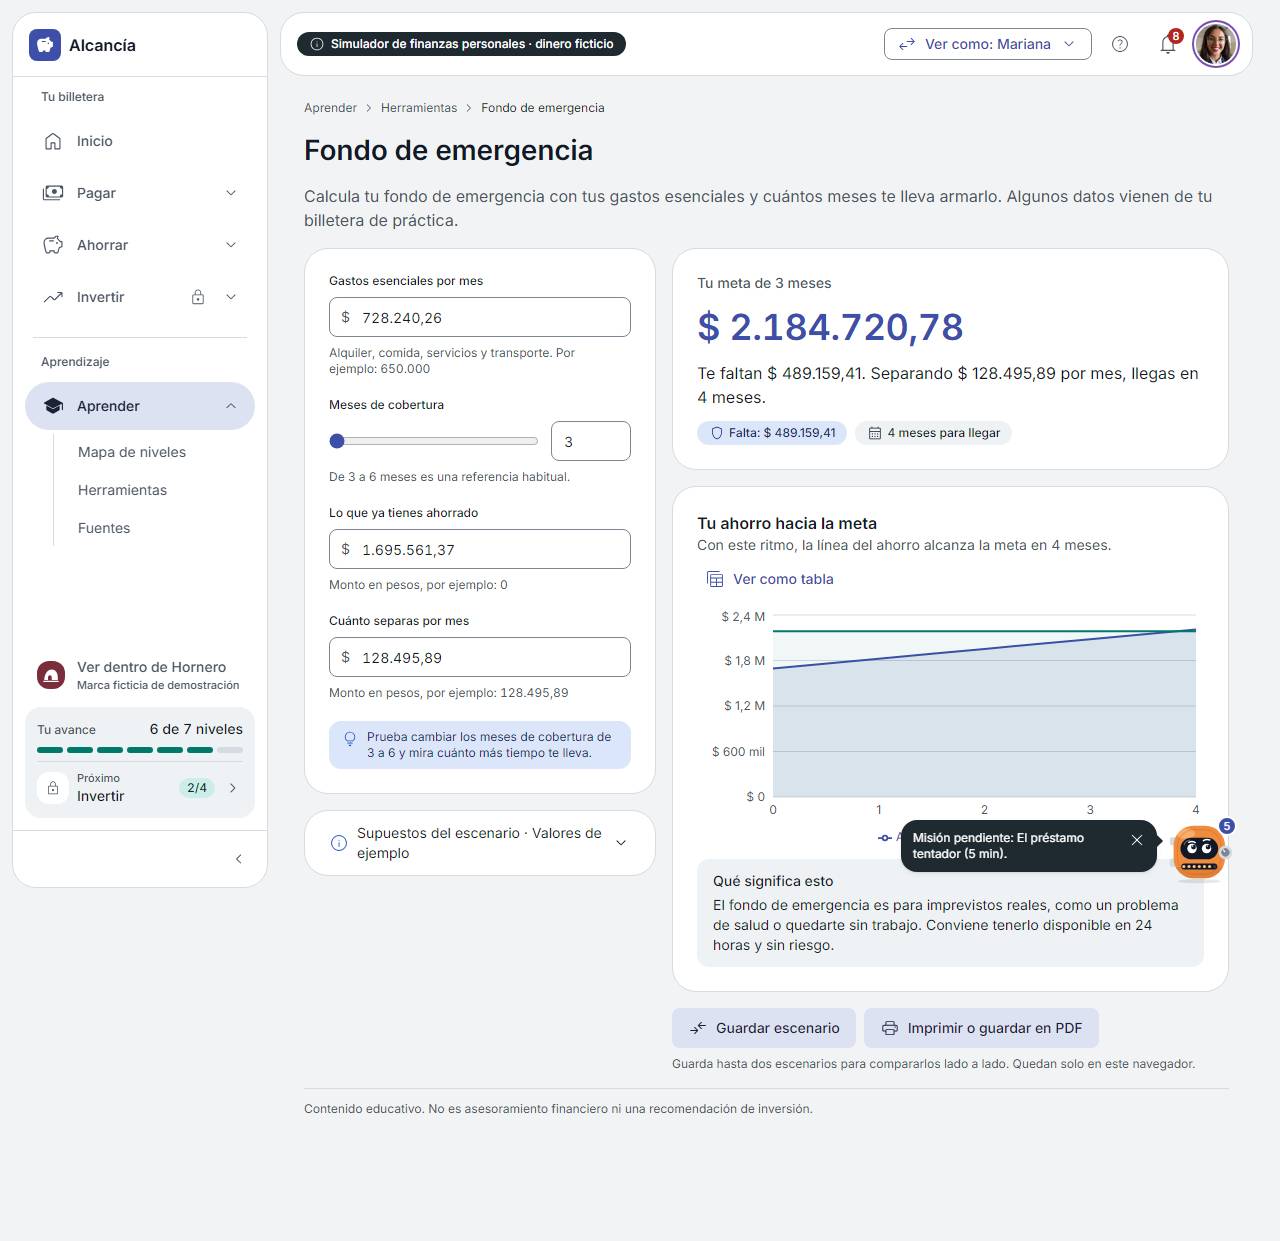 Alcancía
Simulador de finanzas personales · dinero ficticio
Ver como: Mariana
8
Tu billetera
Inicio
Pagar
Ahorrar
Invertir
Aprendizaje
Aprender
Mapa de niveles
Herramientas
Fuentes
Ver dentro de Hornero
Marca ficticia de demostración
Tu avance
6 de 7 niveles
Próximo
Invertir
2/4
Aprender
Herramientas
Fondo de emergencia
Fondo de emergencia
Calcula tu fondo de emergencia con tus gastos esenciales y cuántos meses te lleva armarlo. Algunos datos vienen de tu
billetera de práctica.
Gastos esenciales por mes
$ 728.240,26
Alquiler, comida, servicios y transporte. Por
ejemplo: 650.000
Meses de cobertura
3
De 3 a 6 meses es una referencia habitual.
Lo que ya tienes ahorrado
$ 1.695.561,37
Monto en pesos, por ejemplo: 0
Cuánto separas por mes
$ 128.495,89
Monto en pesos, por ejemplo: 128.495,89
Prueba cambiar los meses de cobertura de
3 a 6 y mira cuánto más tiempo te lleva.
Supuestos del escenario · Valores de
ejemplo
Tu meta de 3 meses
$ 2.184.720,78
Te faltan $ 489.159,41. Separando $ 128.495,89 por mes, llegas en
4 meses.
Falta: $ 489.159,41
4 meses para llegar
Tu ahorro hacia la meta
Con este ritmo, la línea del ahorro alcanza la meta en 4 meses.
Ver como tabla
$ 2,4 M
$ 1,8 M
$ 1,2 M
$ 600 mil
$ 0
0 1 2 3 4
Misión pendiente: El préstamo
tentador (5 min).
5
Qué significa esto
El fondo de emergencia es para imprevistos reales, como un problema
de salud o quedarte sin trabajo. Conviene tenerlo disponible en 24
horas y sin riesgo.
Guardar escenario
Imprimir o guardar en PDF
Guarda hasta dos escenarios para compararlos lado a lado. Quedan solo en este navegador.
Contenido educativo. No es asesoramiento financiero ni una recomendación de inversión.